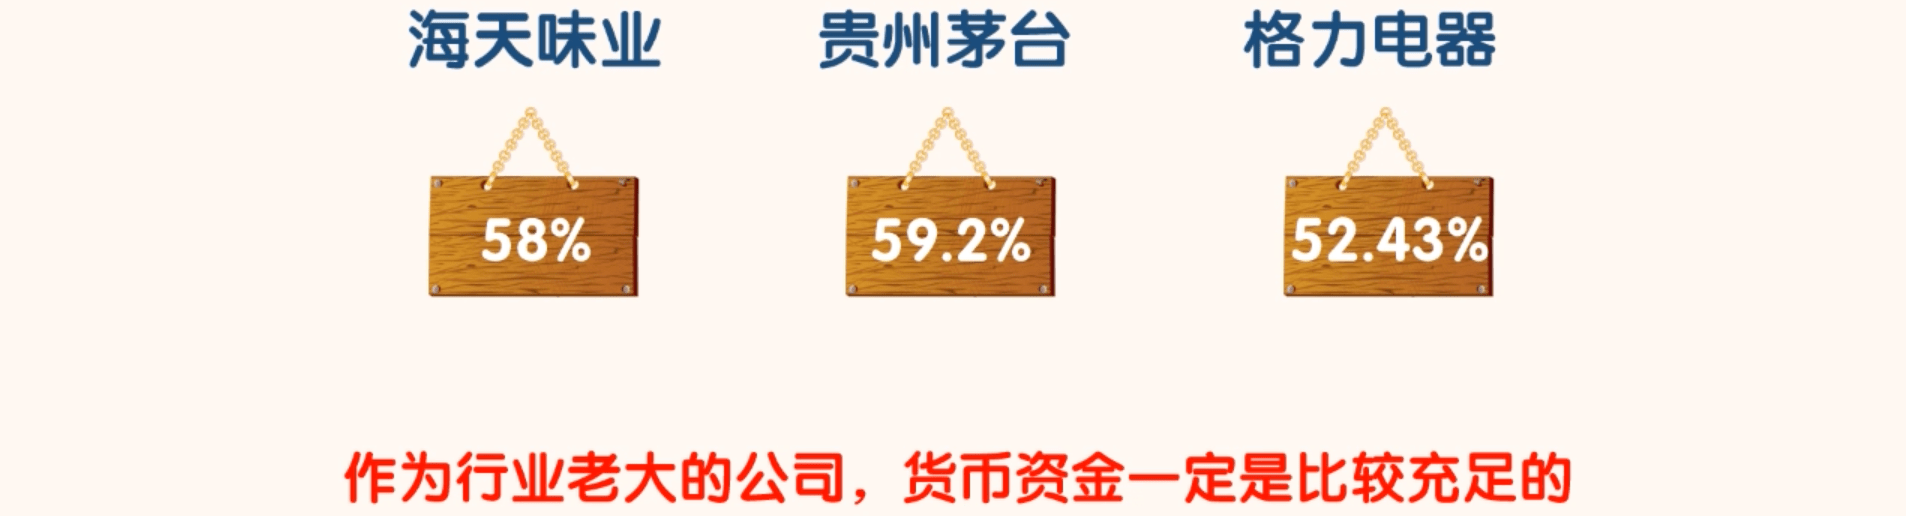 海天味业 贵州茅台 格力电器
58% 59.2% 52.43%
作为行业老大的公司，货币资金一定是比较充足的